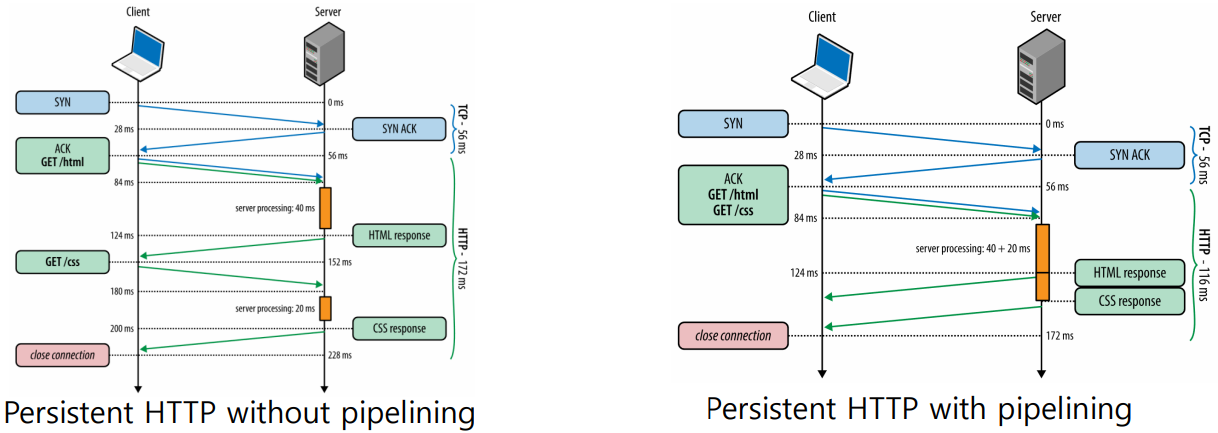 Client
Server
SYN
0 ms
28 ms
SYN ACK
TCP - 56 ms
ACK
GET /html
56 ms
84 ms
server processing: 40 ms
124 ms
HTML response
GET /css
152 ms
HTTP - 172 ms
180 ms
server processing: 20 ms
200 ms
CSS response
close connection
228 ms
Persistent HTTP without pipelining
Client
Server
SYN
0 ms
28 ms
SYN ACK
TCP - 56 ms
ACK
GET /html
GET /css
56 ms
84 ms
server processing: 40 + 20 ms
HTTP - 116 ms
124 ms
HTML response
CSS response
close connection
172 ms
Persistent HTTP with pipelining